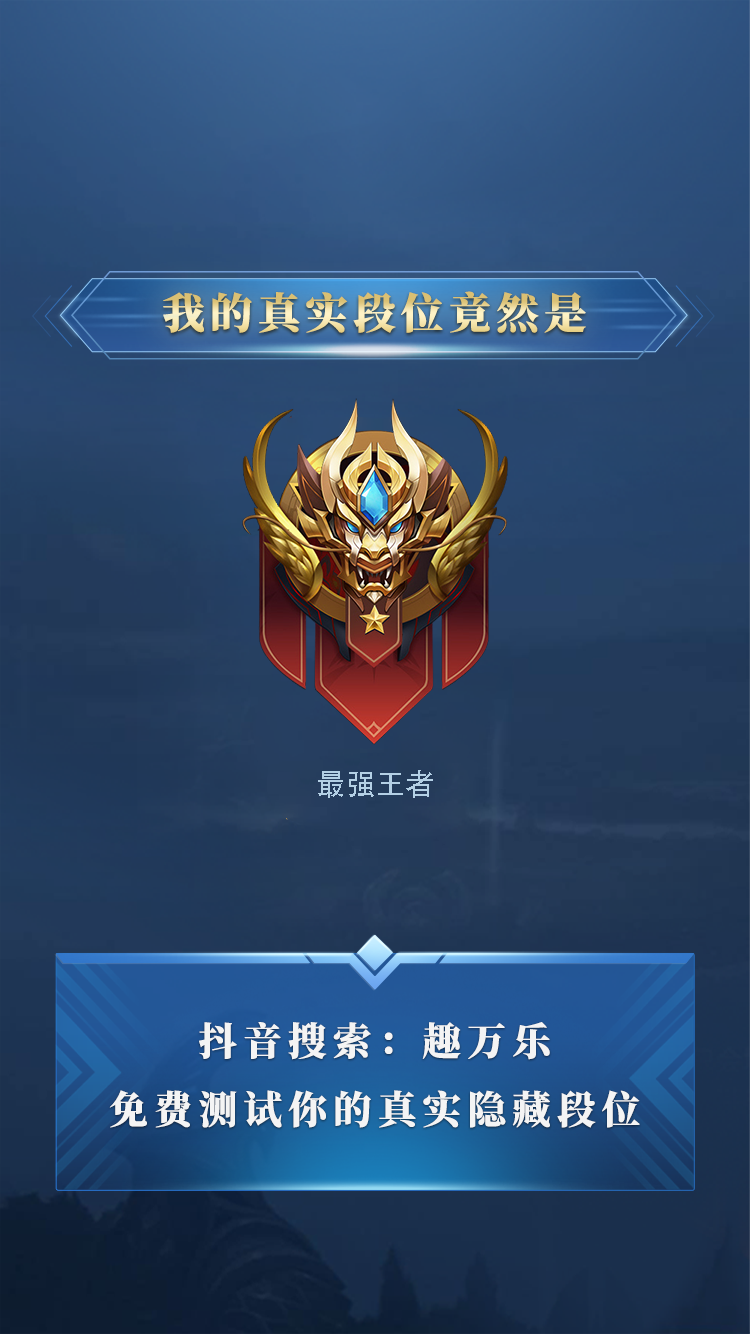 我的真实段位竟然是
最强王者
抖音搜索：趣万乐
免费测试你的真实隐藏段位